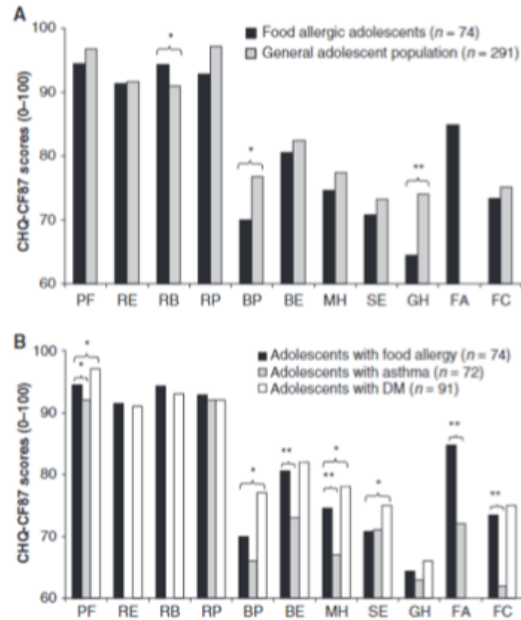 A
Food allergic adolescents (n = 74)
General adolescent population (n = 291)
CHQ-CF87 scores (0–100)
100
90
80
70
60
*
*
**
PF RE RB RP BP BE MH SE GH FA FC
B
Adolescents with food allergy (n = 74)
Adolescents with asthma (n = 72)
Adolescents with DM (n = 91)
CHQ-CF87 scores (0–100)
100
90
80
70
60
*
*
*
**
*
**
*
**
**
PF RE RB RP BP BE MH SE GH FA FC